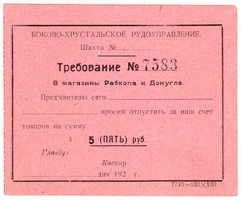 БОКОВО-ХРУСТАЛЬСКОЕ РУДОУПРАВЛЕНИЕ.
Шахта №
Требование № 7583
В магазины Рабкопа и Донугля.
Предъявителю сего
просим отпустить за наш счет
товаров на сумму
5 (ПЯТЬ) руб.
Главбух
Кассир
дня 192 г.